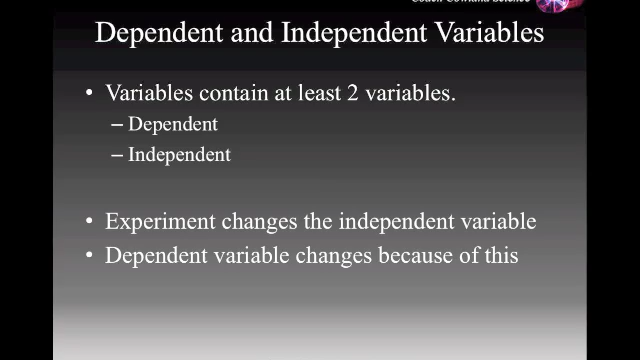 Dependent and Independent Variables
• Variables contain at least 2 variables.
– Dependent
– Independent
• Experiment changes the independent variable
• Dependent variable changes because of this